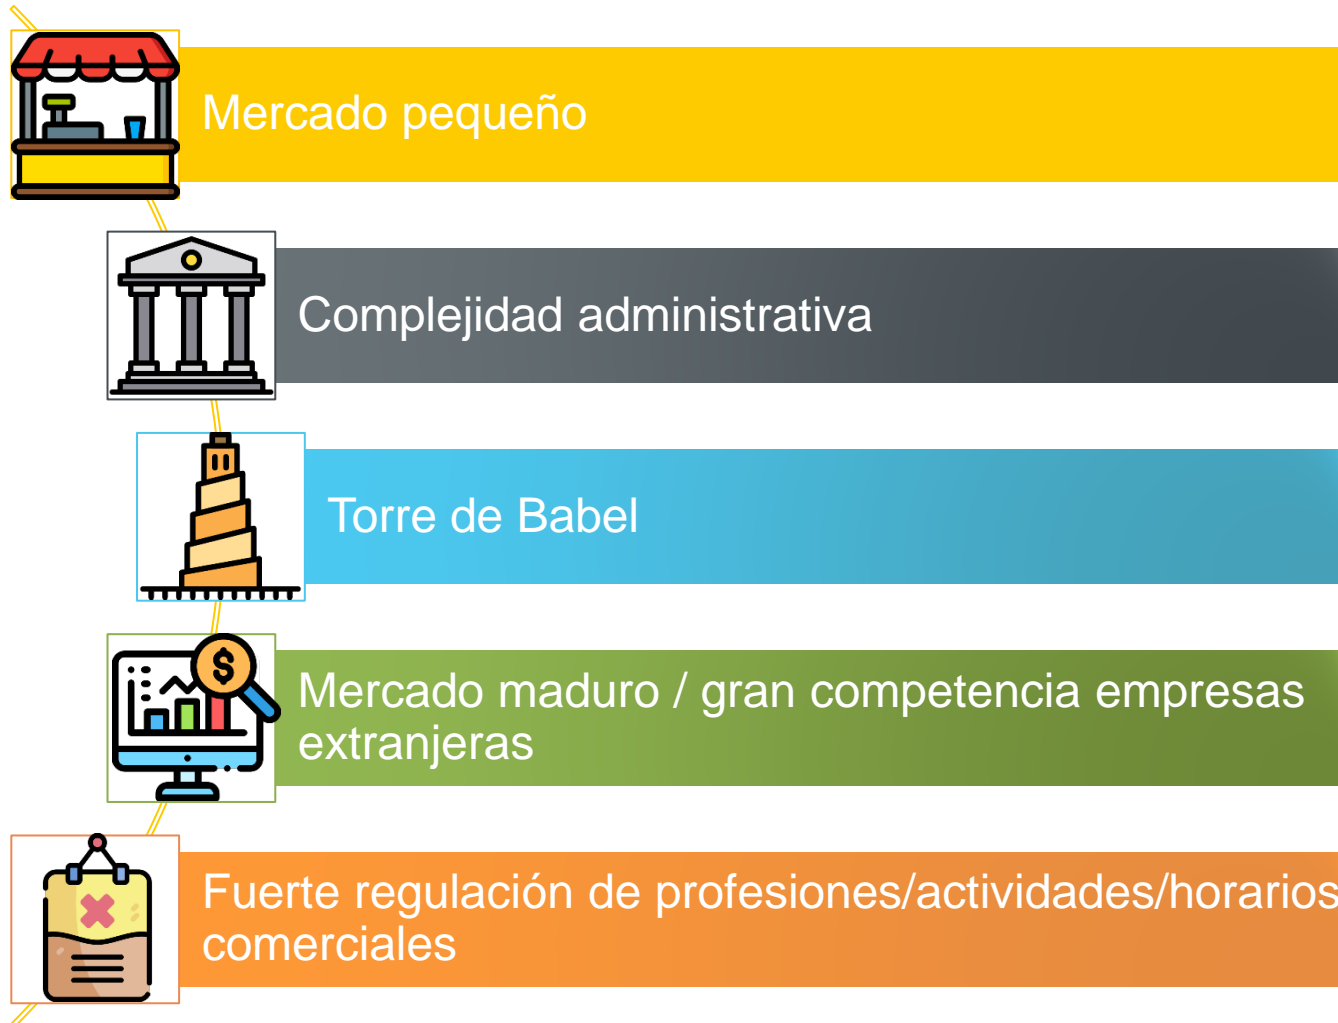 Mercado pequeño
Complejidad administrativa
Torre de Babel
Mercado maduro / gran competencia empresas
extranjeras
Fuerte regulación de profesiones/actividades/horarios
comerciales